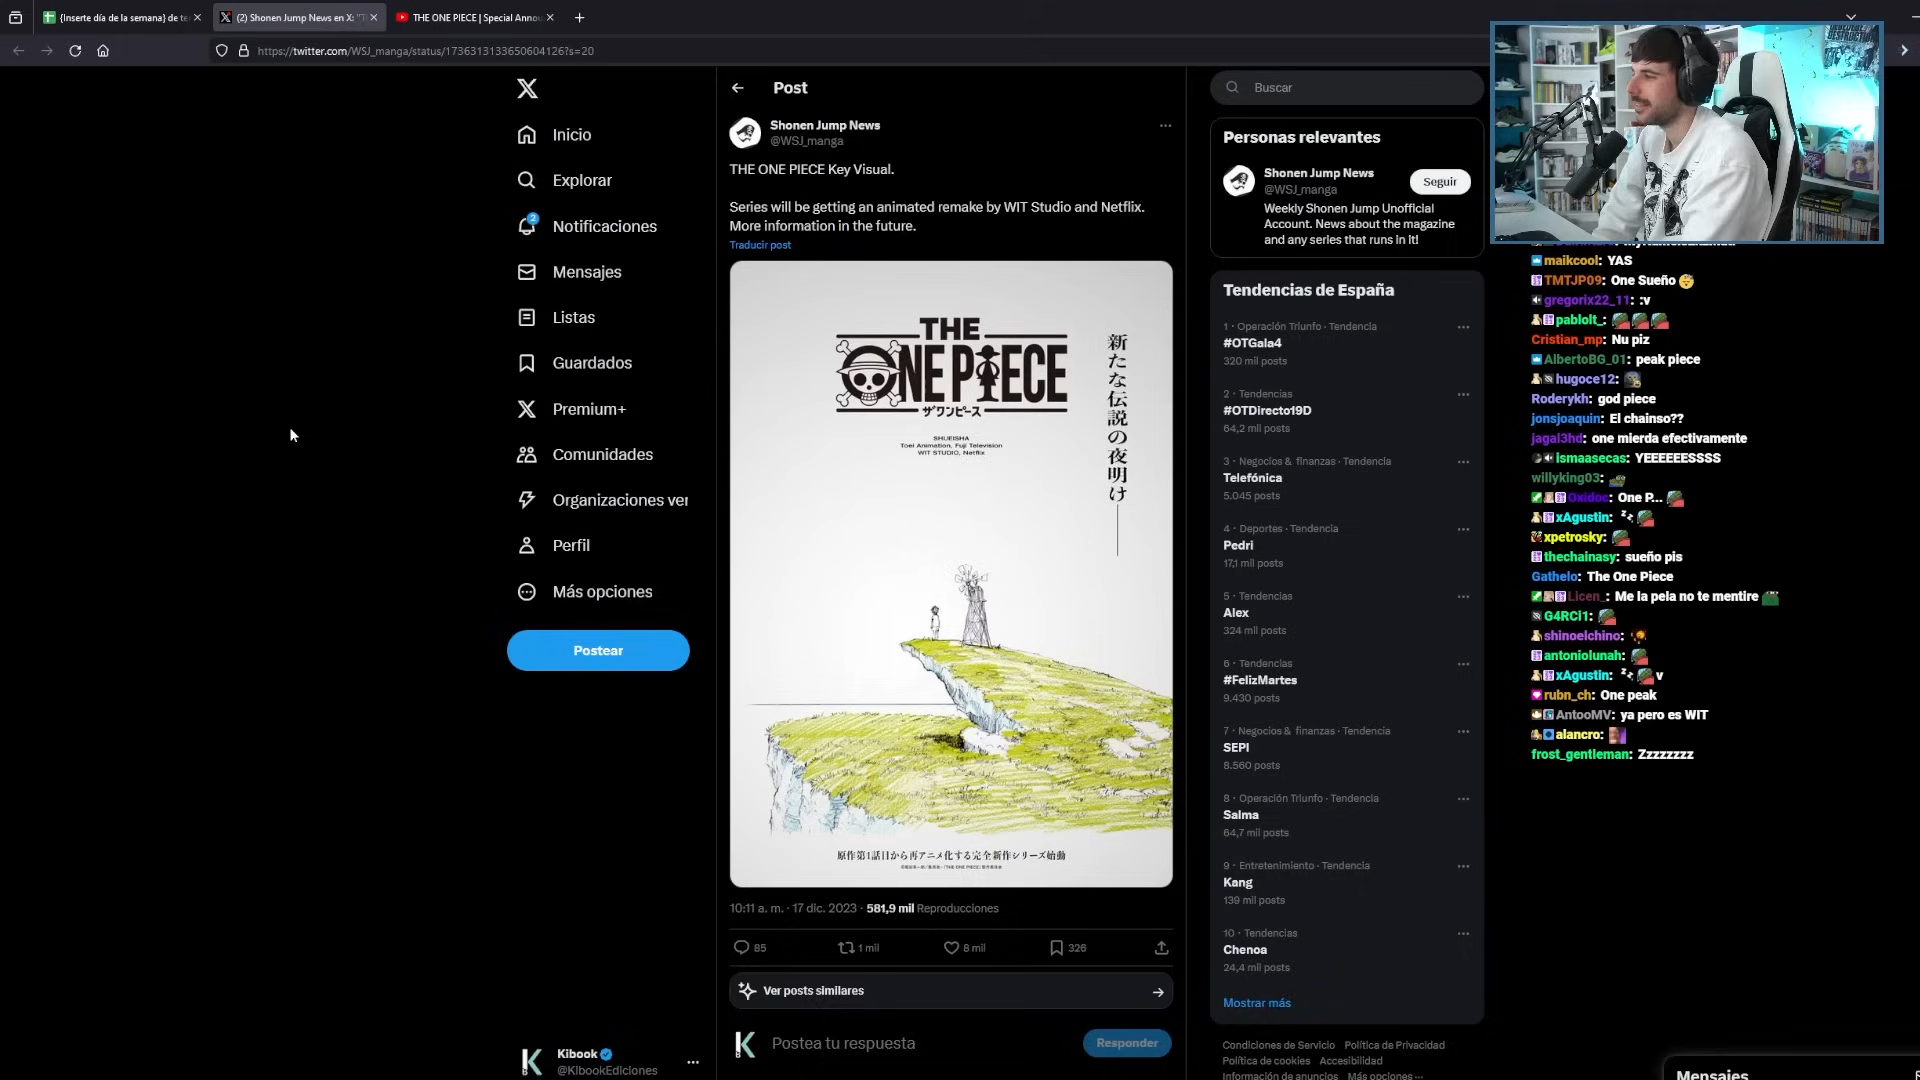 {Inserte día de la semana} de te
(2) Shonen Jump News en X: "T
THE ONE PIECE | Special Annou
https://twitter.com/WSJ_manga/status/1736313133650604126?s=20
Inicio
Explorar
2
Notificaciones
Mensajes
Listas
Guardados
Premium+
Comunidades
Organizaciones ver
Perfil
Más opciones
Postear
Kibook
@KibookEdiciones
Post
Shonen Jump News
@WSJ_manga
THE ONE PIECE Key Visual.
Series will be getting an animated remake by WIT Studio and Netflix.
More information in the future.
Traducir post
THE
ONE PIECE
ザワンピース
SHUEISHA
Toei Animation, Fuji Television
WIT STUDIO, Netflix
新たな伝説の夜明け
原作第1話目から再アニメ化する完全新作シリーズ始動
10:11 a. m. · 17 dic. 2023 · 581,9 mil Reproducciones
85
1 mil
8 mil
326
Ver posts similares
Postea tu respuesta
Responder
Buscar
Personas relevantes
Shonen Jump News
@WSJ_manga
Seguir
Weekly Shonen Jump Unofficial
Account. News about the magazine
and any series that runs in it!
Tendencias de España
1 · Operación Triunfo · Tendencia
#OTGala4
320 mil posts
2 · Tendencias
#OTDirecto19D
64,2 mil posts
3 · Negocios & finanzas · Tendencia
Telefónica
5.045 posts
4 · Deportes · Tendencia
Pedri
17,1 mil posts
5 · Tendencias
Alex
324 mil posts
6 · Tendencias
#FelizMartes
9.430 posts
7 · Negocios & finanzas · Tendencia
SEPI
8.560 posts
8 · Operación Triunfo · Tendencia
Salma
64,7 mil posts
9 · Entretenimiento · Tendencia
Kang
139 mil posts
10 · Tendencias
Chenoa
24,4 mil posts
Mostrar más
Condiciones de Servicio Política de Privacidad
Política de cookies Accesibilidad
Información de anuncios Más opciones ···
Mensajes
maikcool: YAS
TMTJP09: One Sueño
gregorix22_11: :v
pablolt_:
Cristian_mp: Nu piz
AlbertoBG_01: peak piece
hugoce12:
Roderykh: god piece
jonsjoaquin: El chainso??
jagal3hd: one mierda efectivamente
ismaasecas: YEEEEEESSSS
willyking03:
Oxidoc: One P...
xAgustin:
xpetrosky:
thechainasy: sueño pis
Gathelo: The One Piece
Licen_: Me la pela no te mentire
G4RCi1:
shinoelchino:
antoniolunah:
xAgustin: v
rubn_ch: One peak
AntooMV: ya pero es WIT
alancro:
frost_gentleman: Zzzzzzzz